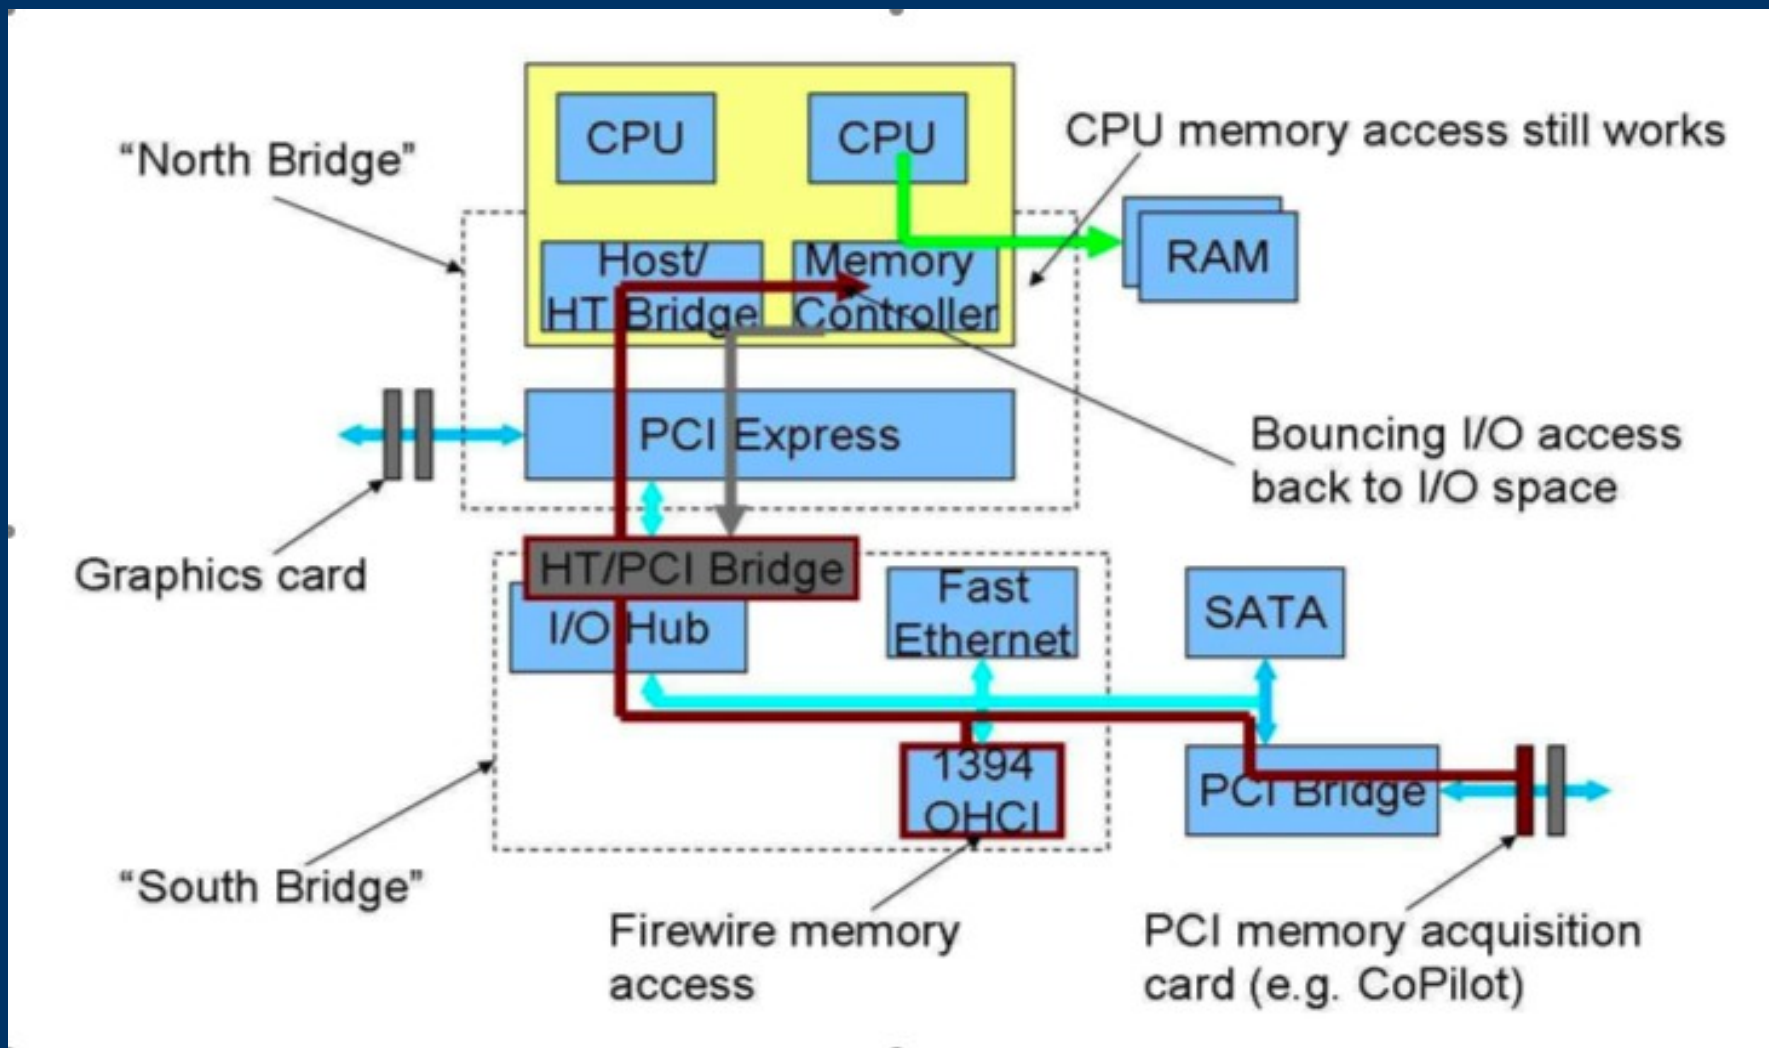 CPU
CPU
CPU memory access still works
“North Bridge”
RAM
Host/
HT Bridge
Memory
Controller
PCI Express
Bouncing I/O access
back to I/O space
Graphics card
HT/PCI Bridge
I/O Hub
Fast
Ethernet
SATA
1394
OHCI
PCI Bridge
“South Bridge”
Firewire memory
access
PCI memory acquisition
card (e.g. CoPilot)